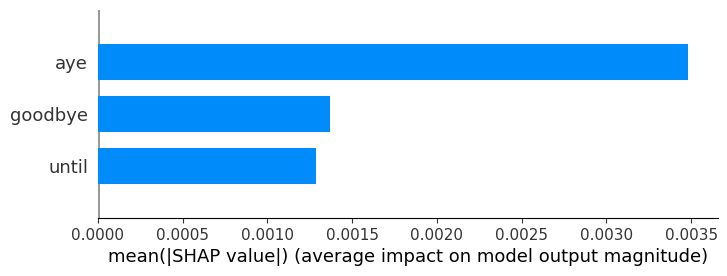 aye
goodbye
until
0.0000 0.0005 0.0010 0.0015 0.0020 0.0025 0.0030 0.0035
mean(|SHAP value|) (average impact on model output magnitude)